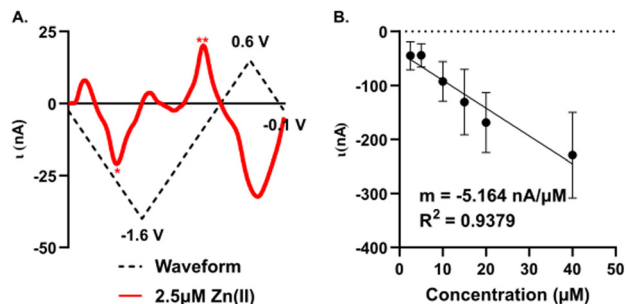 A.
25
0
-25
-50
ι (nA)
**
*
0.6 V
-0.1 V
-1.6 V
Waveform
2.5µM Zn(II)
B.
0
-100
-200
-300
-400
ι(nA)
m = -5.164 nA/µM
R² = 0.9379
0 10 20 30 40 50
Concentration (µM)